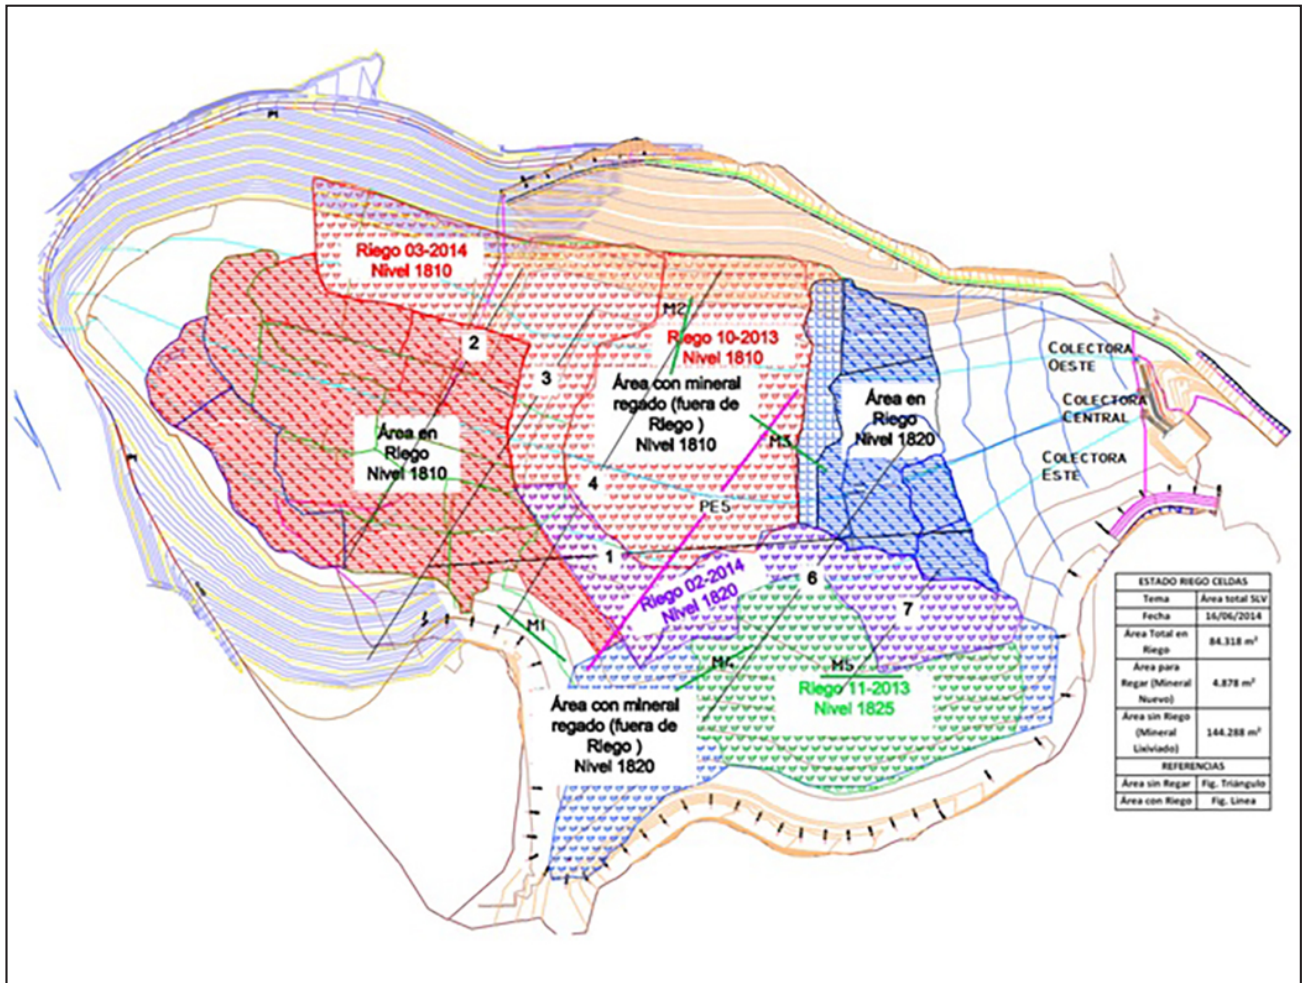 Riego 03-2014
Nivel 1810
M2
Riego 10-2013
Nivel 1810
2
3
COLECTORA
OESTE
Área con mineral
regado (fuera de
Riego )
Nivel 1810
Área en
Riego
Nivel 1820
COLECTORA
CENTRAL
Área en
Riego
Nivel 1810
M3
COLECTORA
ESTE
4
PE5
1
Riego 02-2014
Nivel 1820
6
7
M1
M4
M5
Riego 11-2013
Nivel 1825
Área con mineral
regado (fuera de
Riego )
Nivel 1820
ESTADO RIEGO CELDAS
Tema Área total SLV
Fecha 16/06/2014
Área Total en
Riego 84.318 m²
Área para
Regar (Mineral
Nuevo) 4.878 m²
Área sin Riego
(Mineral
Lixiviado) 144.288 m²
REFERENCIAS
Área sin Regar Fig. Triángulo
Área con Riego Fig. Linea